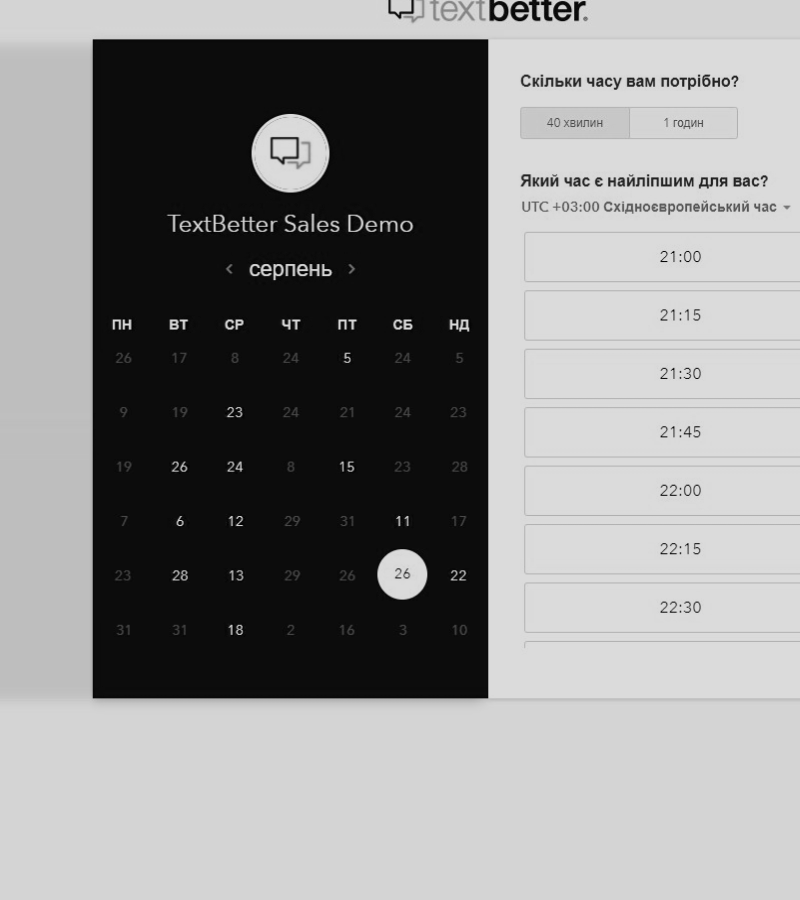 textbetter.
TextBetter Sales Demo
‹ серпень ›
ПН ВТ СР ЧТ ПТ СБ НД
26 17 8 24 5 24 5
9 19 23 24 21 24 23
19 26 24 8 15 23 28
7 6 12 29 31 11 17
23 28 13 29 26 26 22
31 31 18 2 16 3 10
Скільки часу вам потрібно?
40 хвилин 1 годин
Який час є найліпшим для вас?
UTC +03:00 Східноєвропейський час
21:00
21:15
21:30
21:45
22:00
22:15
22:30